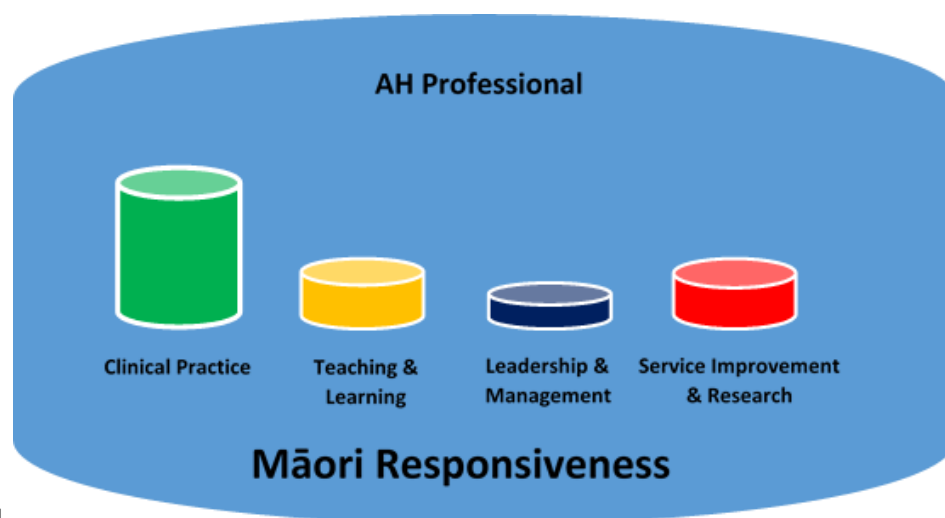 AH Professional
Clinical Practice
Teaching &
Learning
Leadership &
Management
Service Improvement
& Research
Māori Responsiveness